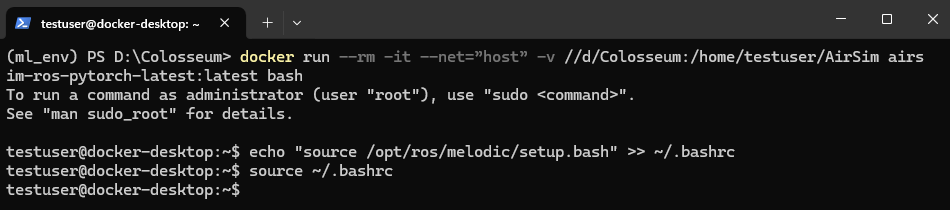 testuser@docker-desktop: ~
(ml_env) PS D:\Colosseum> docker run --rm -it --net=”host” -v //d/Colosseum:/home/testuser/AirSim airs
im-ros-pytorch-latest:latest bash
To run a command as administrator (user "root"), use "sudo <command>".
See "man sudo_root" for details.
testuser@docker-desktop:~$ echo "source /opt/ros/melodic/setup.bash" >> ~/.bashrc
testuser@docker-desktop:~$ source ~/.bashrc
testuser@docker-desktop:~$